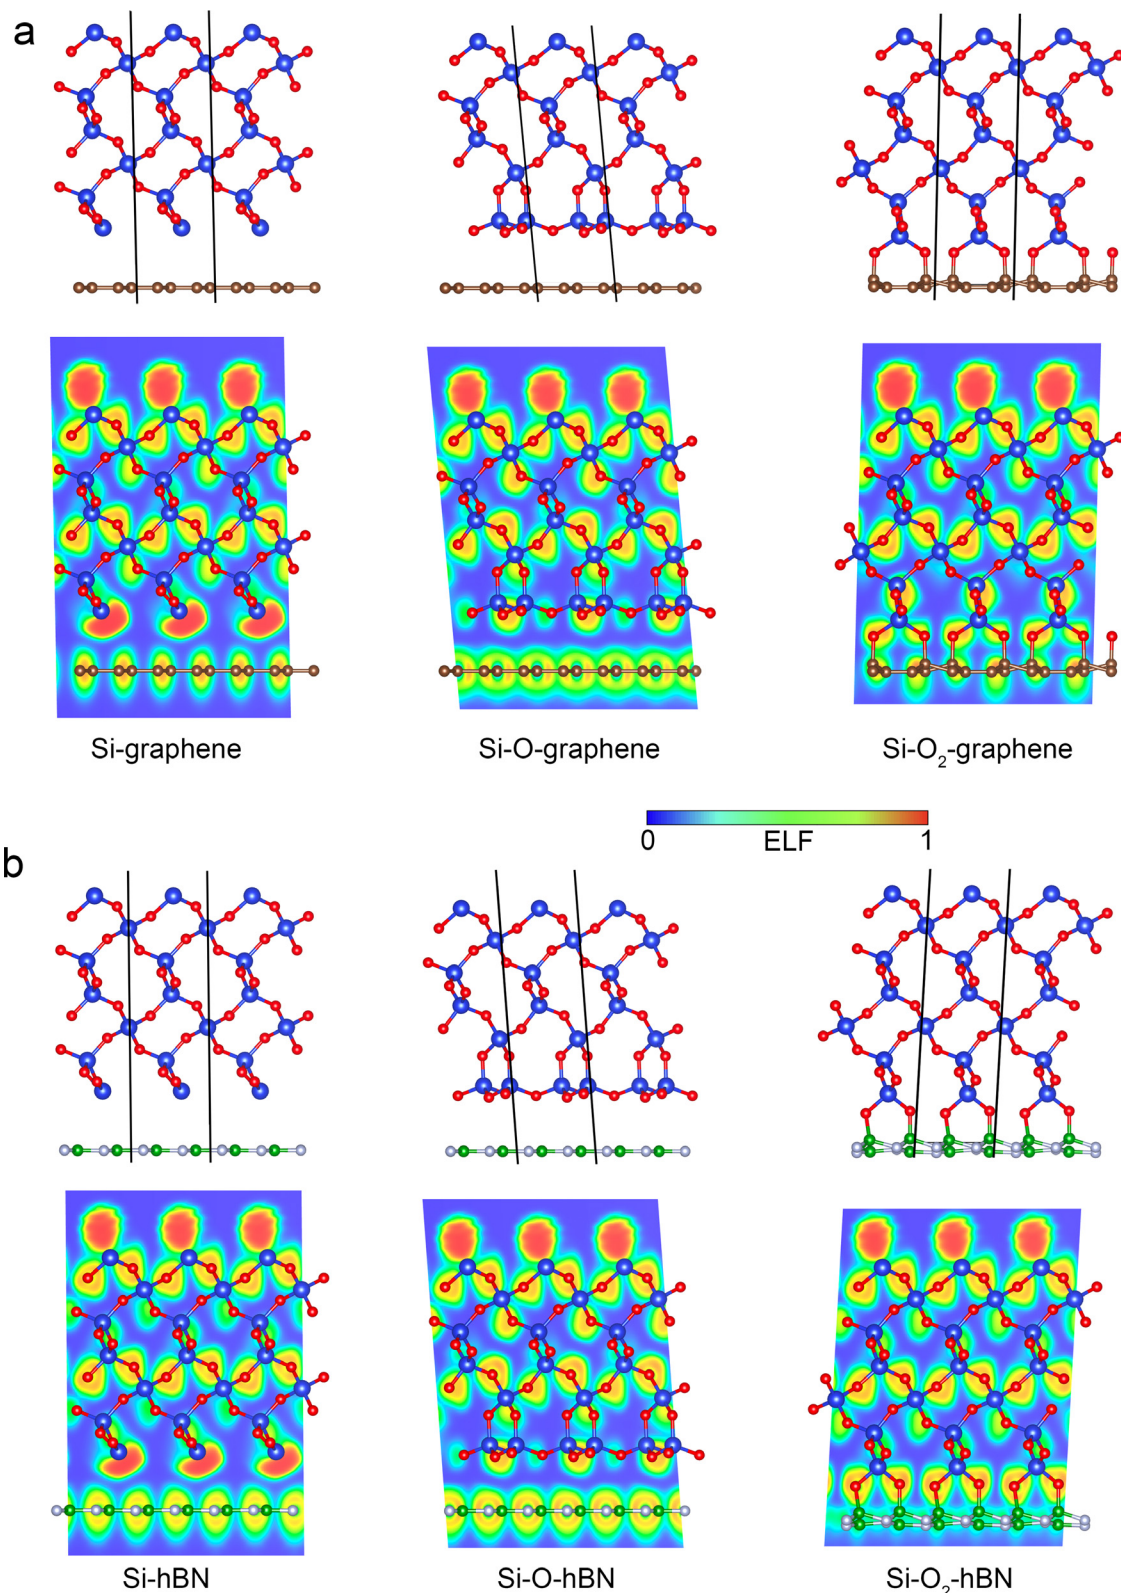 a
Si-graphene
Si-O-graphene
Si-O₂-graphene
0 ELF 1
b
Si-hBN
Si-O-hBN
Si-O₂-hBN